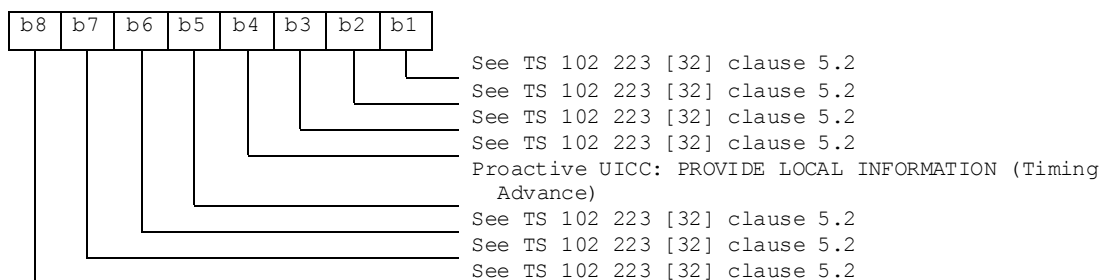 b8 b7 b6 b5 b4 b3 b2 b1
See TS 102 223 [32] clause 5.2
See TS 102 223 [32] clause 5.2
See TS 102 223 [32] clause 5.2
See TS 102 223 [32] clause 5.2
Proactive UICC: PROVIDE LOCAL INFORMATION (Timing
Advance)
See TS 102 223 [32] clause 5.2
See TS 102 223 [32] clause 5.2
See TS 102 223 [32] clause 5.2